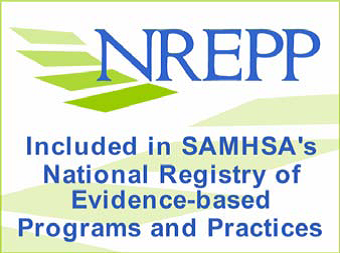 NREPP
Included in SAMHSA's
National Registry of
Evidence-based
Programs and Practices